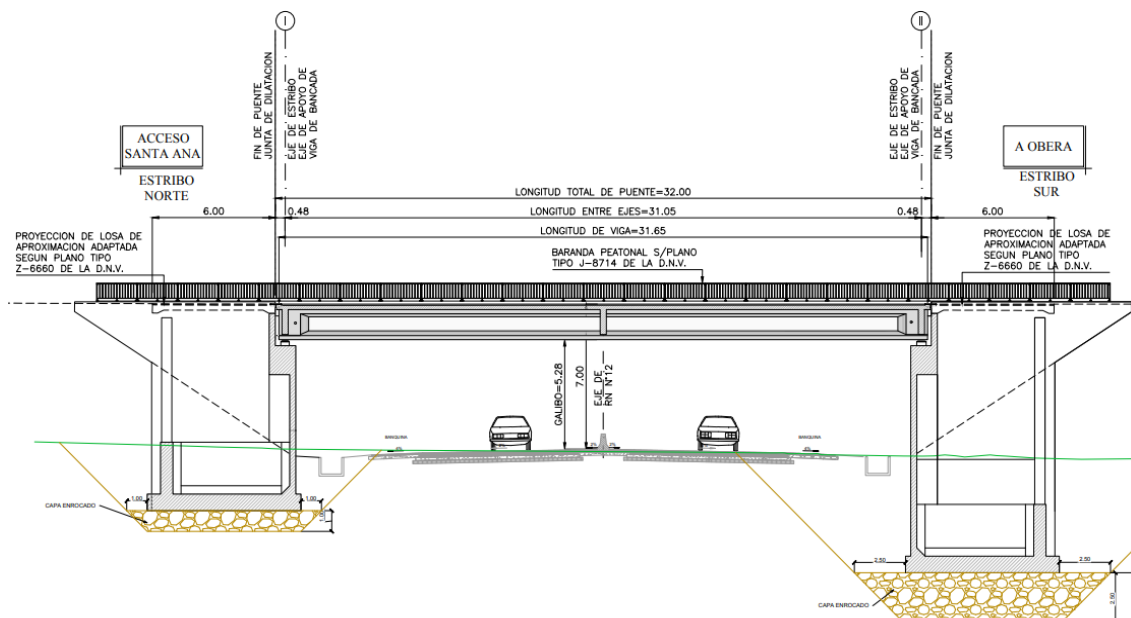 I
II
FIN DE PUENTE
JUNTA DE DILATACION
EJE DE ESTRIBO
EJE DE APOYO DE
VIGA DE BANCADA
EJE DE ESTRIBO
EJE DE APOYO DE
VIGA DE BANCADA
FIN DE PUENTE
JUNTA DE DILATACION
ACCESO
SANTA ANA
ESTRIBO
NORTE
A OBERA
ESTRIBO
SUR
LONGITUD TOTAL DE PUENTE=32.00
6.00
0.48
LONGITUD ENTRE EJES=31.05
0.48
6.00
LONGITUD DE VIGA=31.65
PROYECCION DE LOSA DE
APROXIMACION ADAPTADA
SEGUN PLANO TIPO
Z-6660 DE LA D.N.V.
BARANDA PEATONAL S/PLANO
TIPO J-8714 DE LA D.N.V.
PROYECCION DE LOSA DE
APROXIMACION ADAPTADA
SEGUN PLANO TIPO
Z-6660 DE LA D.N.V.
GALIBO=5.28
7.00
EJE DE
RN N°12
BANQUINA
2%
2%
BANQUINA
1.00
1.00
1.00
CAPA ENROCADO
2.50
2.50
2.50
CAPA ENROCADO